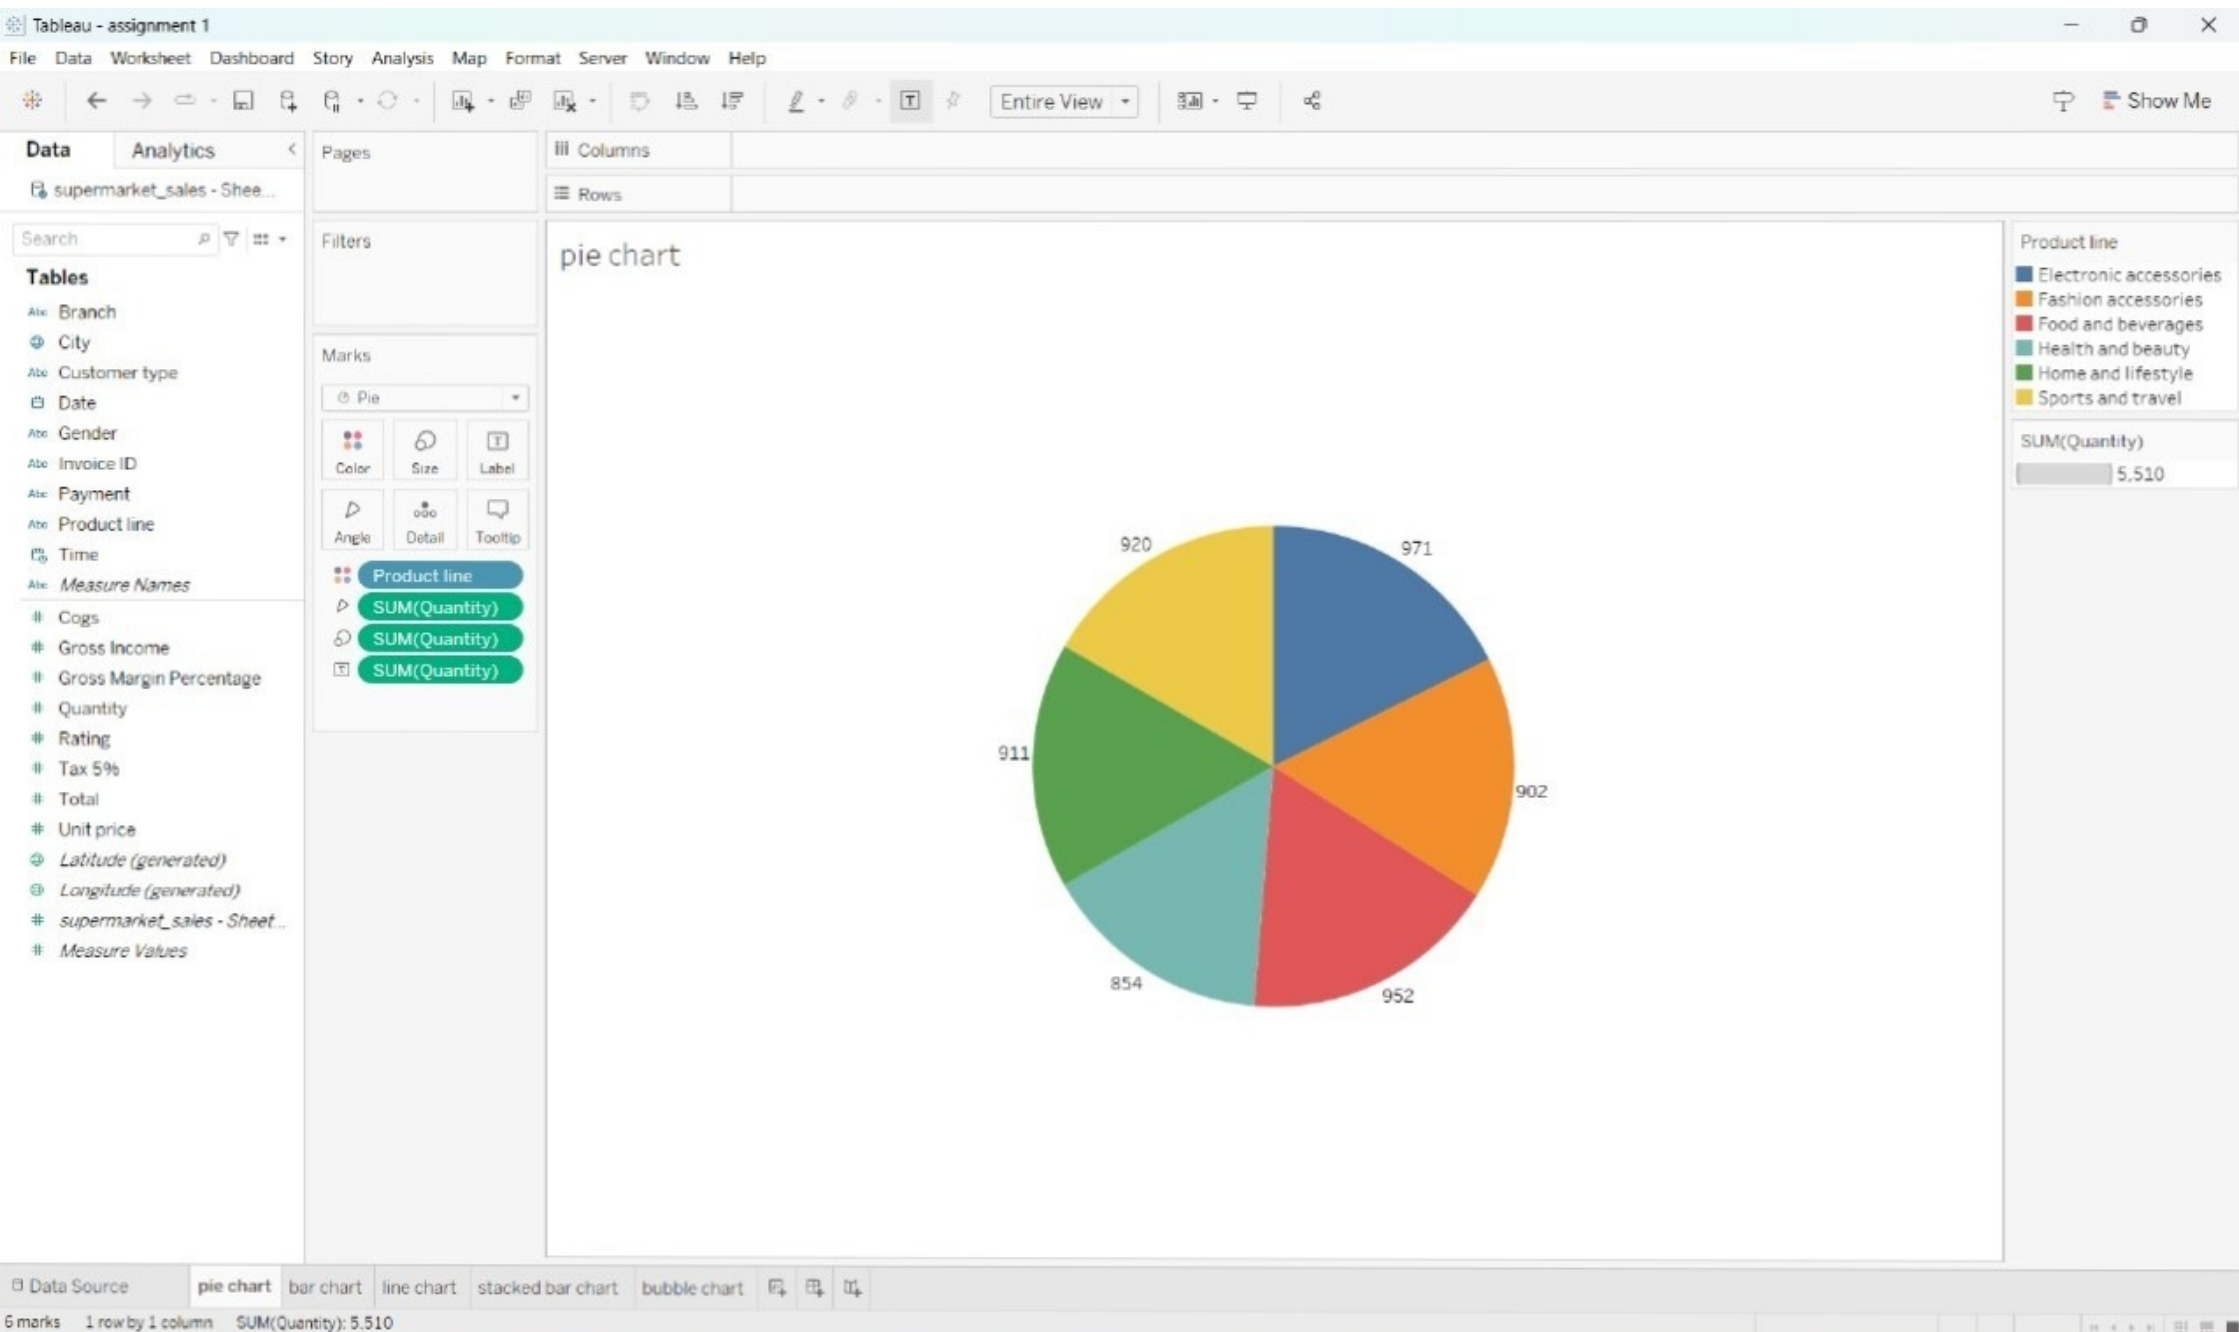 Tableau - assignment 1
File Data Worksheet Dashboard Story Analysis Map Format Server Window Help
Entire View
Show Me
Data Analytics
supermarket_sales - Shee...
Search
Tables
Abc Branch
City
Abc Customer type
Date
Abc Gender
Abc Invoice ID
Abc Payment
Abc Product line
Time
Abc Measure Names
# Cogs
# Gross Income
# Gross Margin Percentage
# Quantity
# Rating
# Tax 5%
# Total
# Unit price
Latitude (generated)
Longitude (generated)
# supermarket_sales - Sheet...
# Measure Values
Pages
Filters
Marks
Pie
Color Size Label
Angle Detail Tooltip
Product line
SUM(Quantity)
SUM(Quantity)
SUM(Quantity)
Columns
Rows
pie chart
920
971
911
902
854
952
Product line
Electronic accessories
Fashion accessories
Food and beverages
Health and beauty
Home and lifestyle
Sports and travel
SUM(Quantity)
5,510
Data Source pie chart bar chart line chart stacked bar chart bubble chart
6 marks 1 row by 1 column SUM(Quantity): 5,510